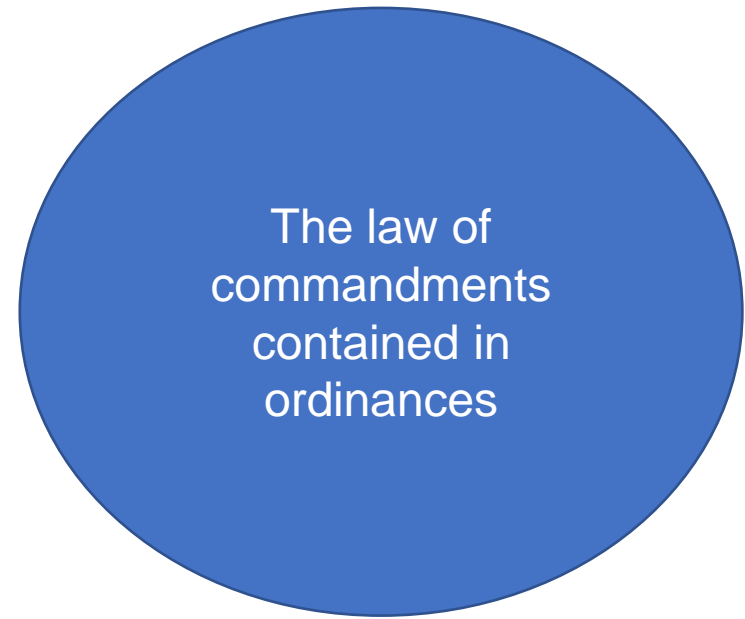 The law of
commandments
contained in
ordinances